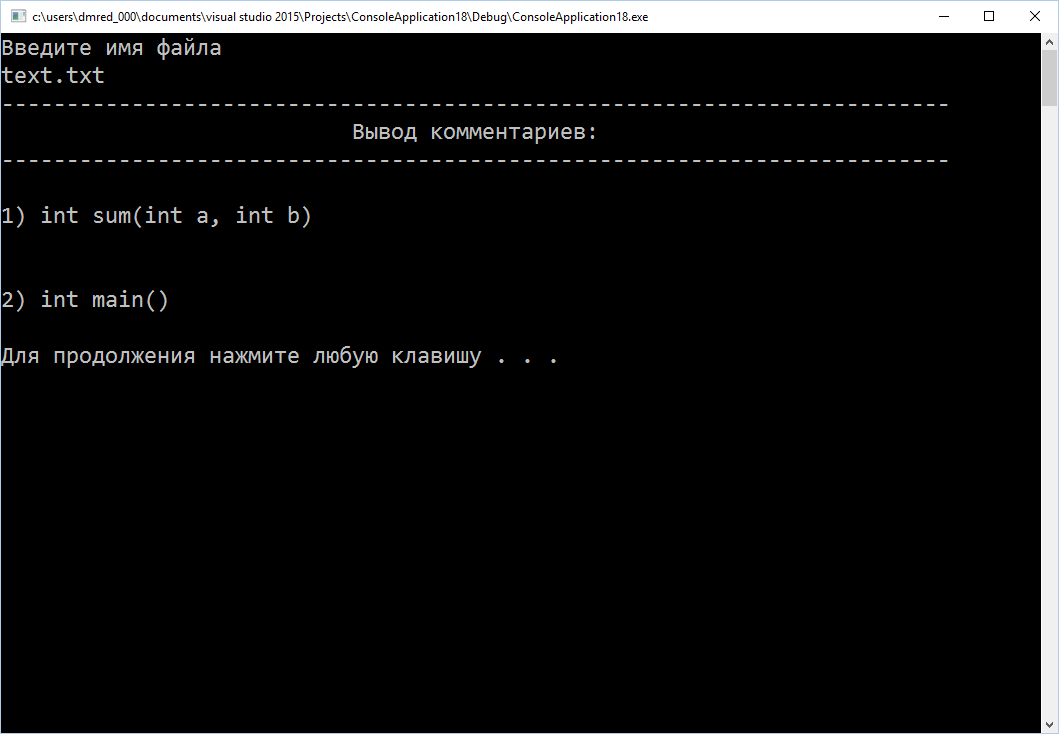 c:\users\dmred_000\documents\visual studio 2015\Projects\ConsoleApplication18\Debug\ConsoleApplication18.exe
Введите имя файла
text.txt
-------------------------------------------------------------------------
Вывод комментариев:
-------------------------------------------------------------------------
1) int sum(int a, int b)
2) int main()
Для продолжения нажмите любую клавишу . . .